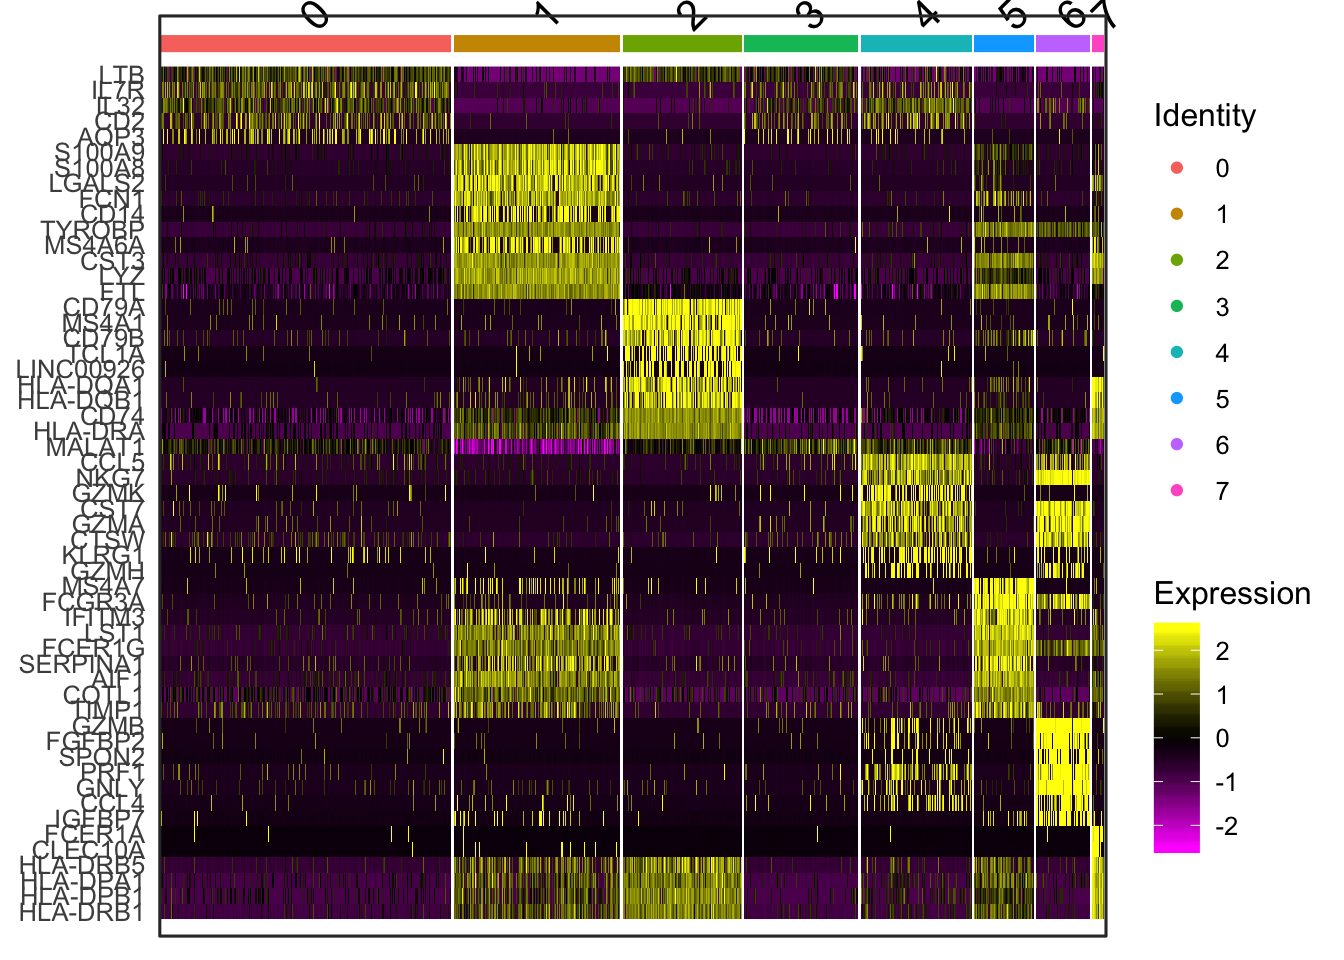 0 1 2 3 4 5 6 7
LTB
IL7R
IL32
CD2
AQP3
S100A9
S100A8
LGALS2
FCN1
CD14
TYROBP
MS4A6A
CST3
LYZ
FTL
CD79A
MS4A1
CD79B
TCL1A
LINC00926
HLA-DQA1
HLA-DQB1
CD74
HLA-DRA
MALAT1
CCL5
NKG7
GZMK
CST7
GZMA
CTSW
KLRG1
GZMH
MS4A7
FCGR3A
IFITM3
LST1
FCER1G
SERPINA1
AIF1
COTL1
TIMP1
GZMB
FGFBP2
SPON2
PRF1
GNLY
CCL4
IGFBP7
FCER1A
CLEC10A
HLA-DRB5
HLA-DPA1
HLA-DPB1
HLA-DRB1
Identity
0
1
2
3
4
5
6
7
Expression
2
1
0
-1
-2